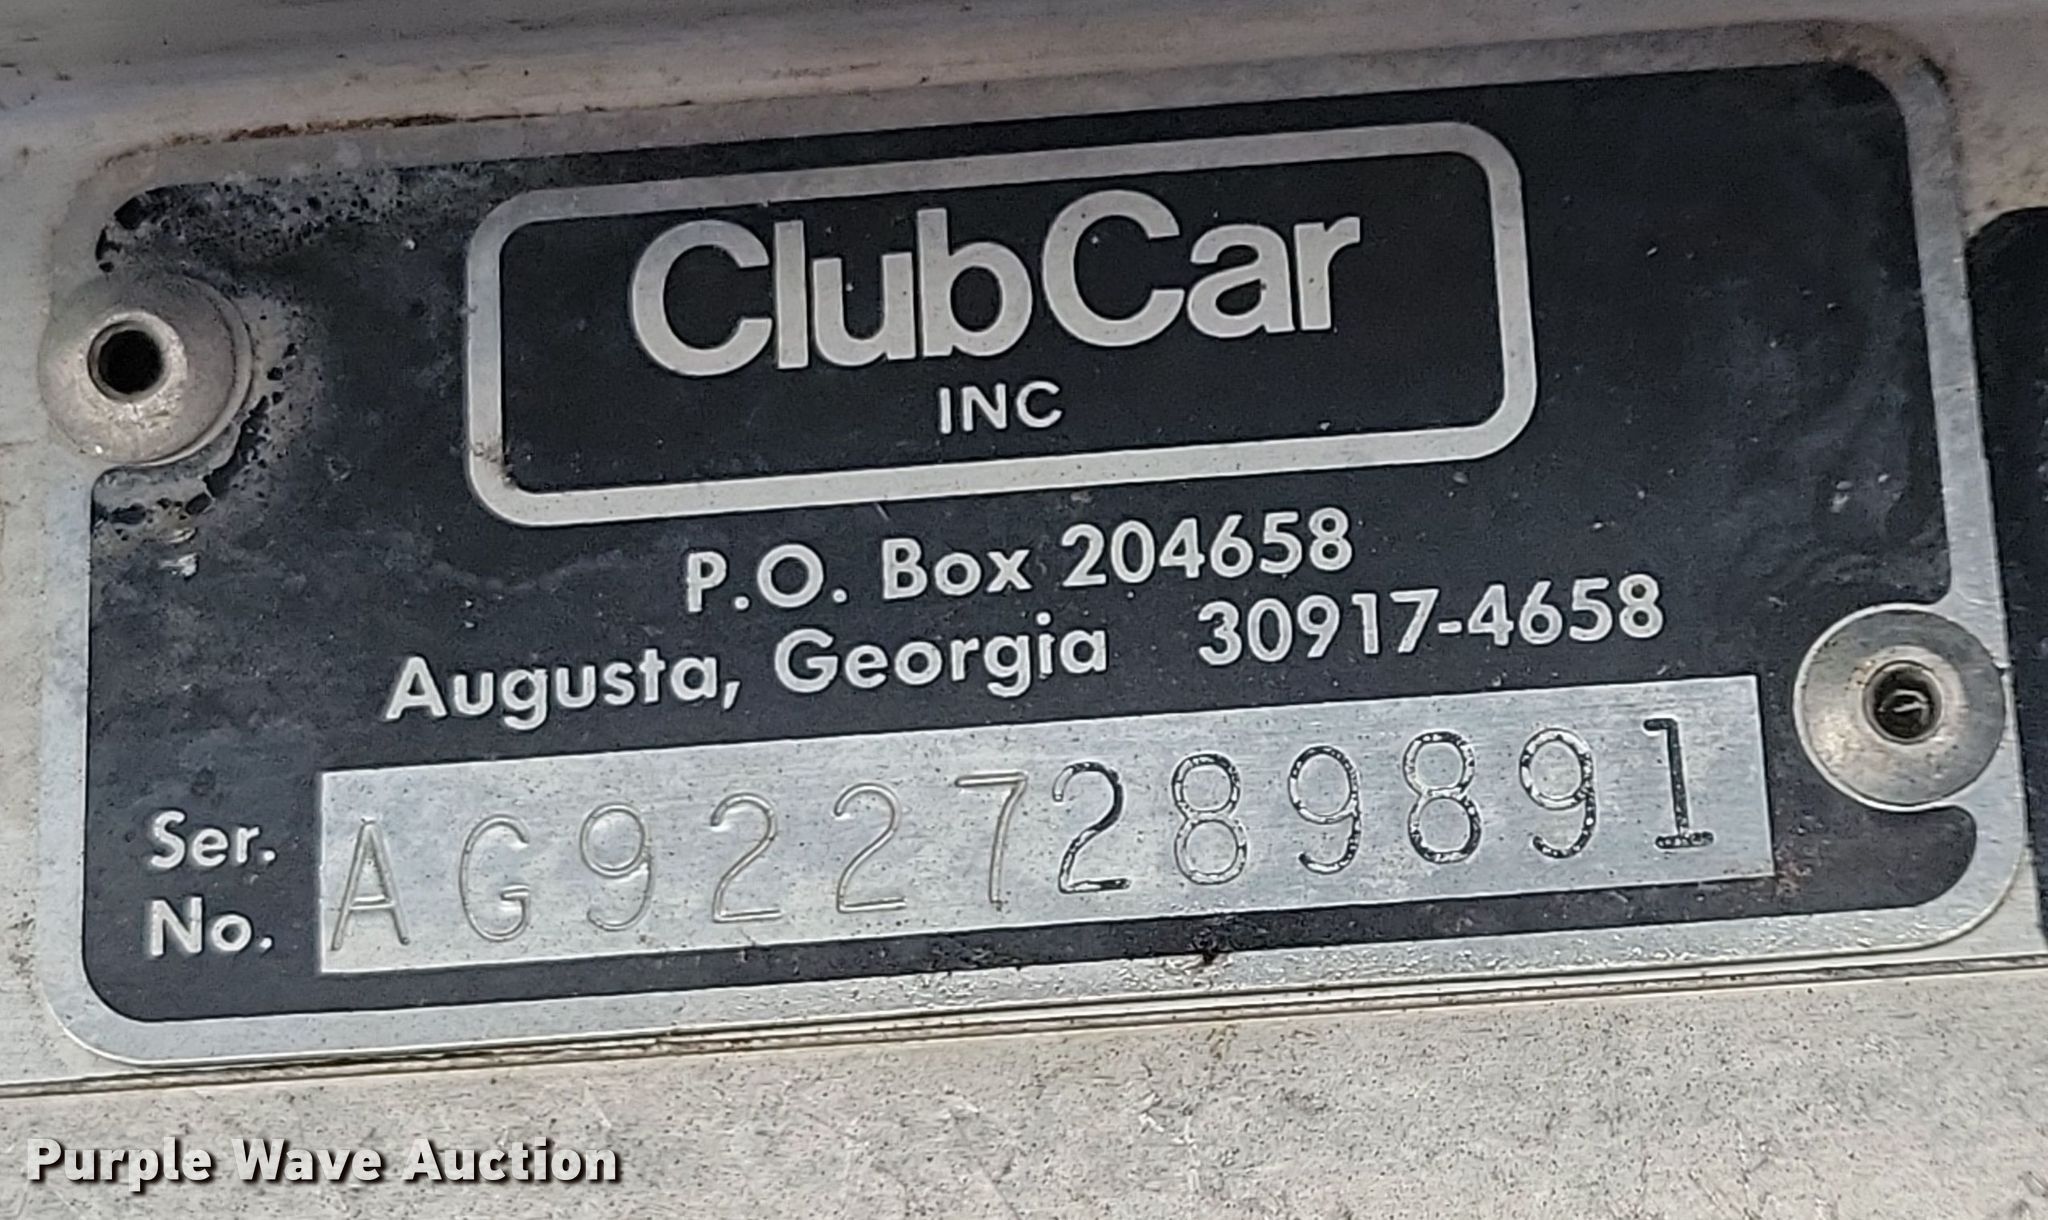 ClubCar
INC
P.O. Box 204658
Augusta, Georgia 30917-4658
Ser. No. AG9227289891
Purple Wave Auction